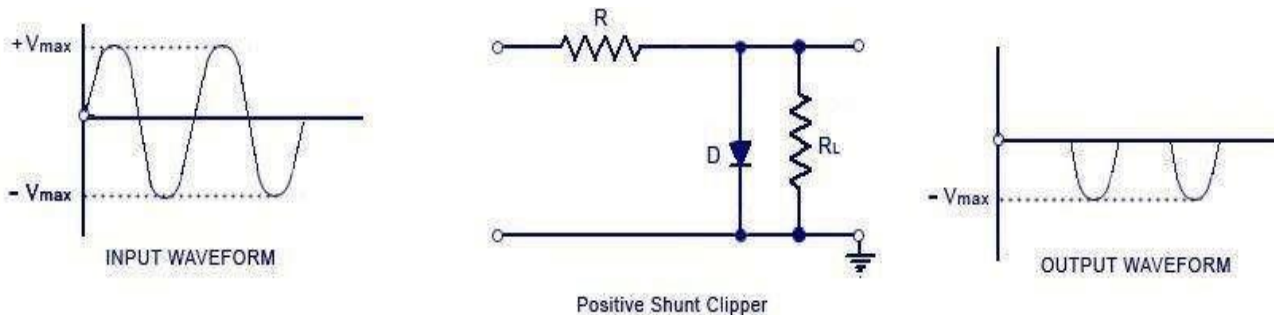 +Vmax
- Vmax
INPUT WAVEFORM
R
D
RL
Positive Shunt Clipper
- Vmax
OUTPUT WAVEFORM